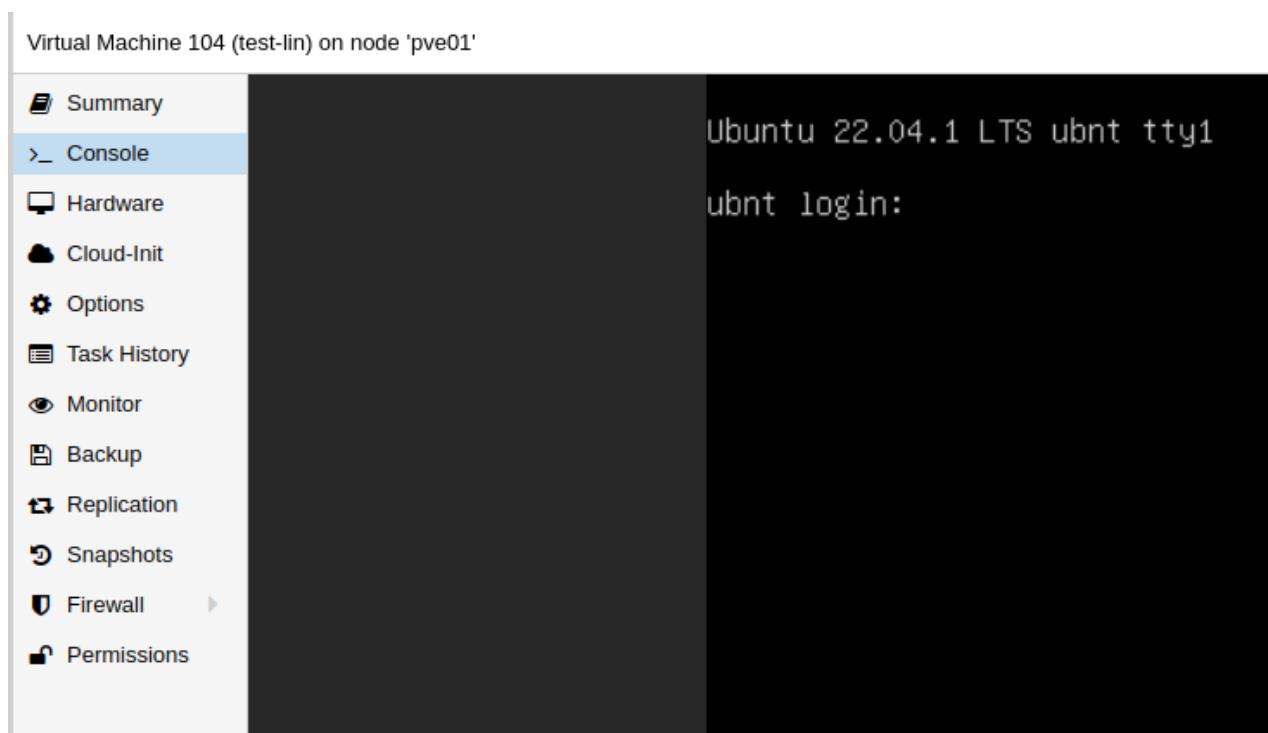 Virtual Machine 104 (test-lin) on node 'pve01'
Summary
>_ Console
Hardware
Cloud-Init
Options
Task History
Monitor
Backup
Replication
Snapshots
Firewall
Permissions
Ubuntu 22.04.1 LTS ubnt tty1
ubnt login: